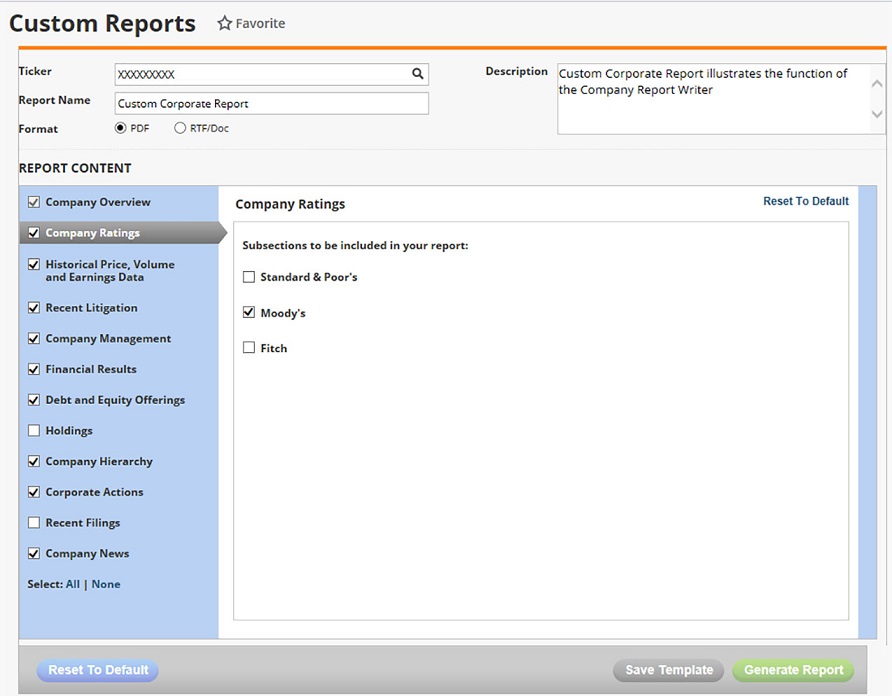 Custom Reports Favorite
Ticker XXXXXXXXX
Report Name Custom Corporate Report
Format PDF RTF/Doc
Description Custom Corporate Report illustrates the function of
the Company Report Writer
REPORT CONTENT
Company Overview
Company Ratings
Historical Price, Volume
and Earnings Data
Recent Litigation
Company Management
Financial Results
Debt and Equity Offerings
Holdings
Company Hierarchy
Corporate Actions
Recent Filings
Company News
Select: All | None
Company Ratings Reset To Default
Subsections to be included in your report:
Standard & Poor's
Moody's
Fitch
Reset To Default Save Template Generate Report